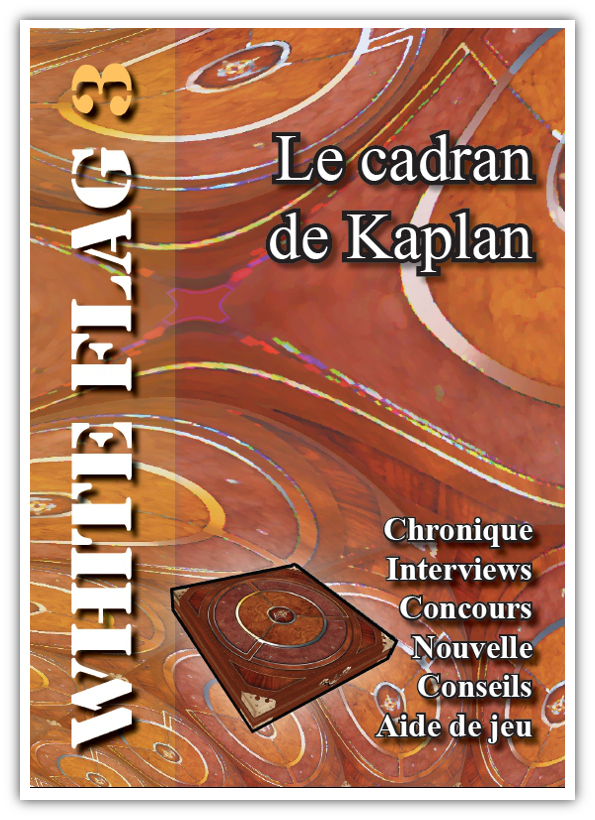 WHITE FLAG 3
Le cadran
de Kaplan
Chronique
Interviews
Concours
Nouvelle
Conseils
Aide de jeu